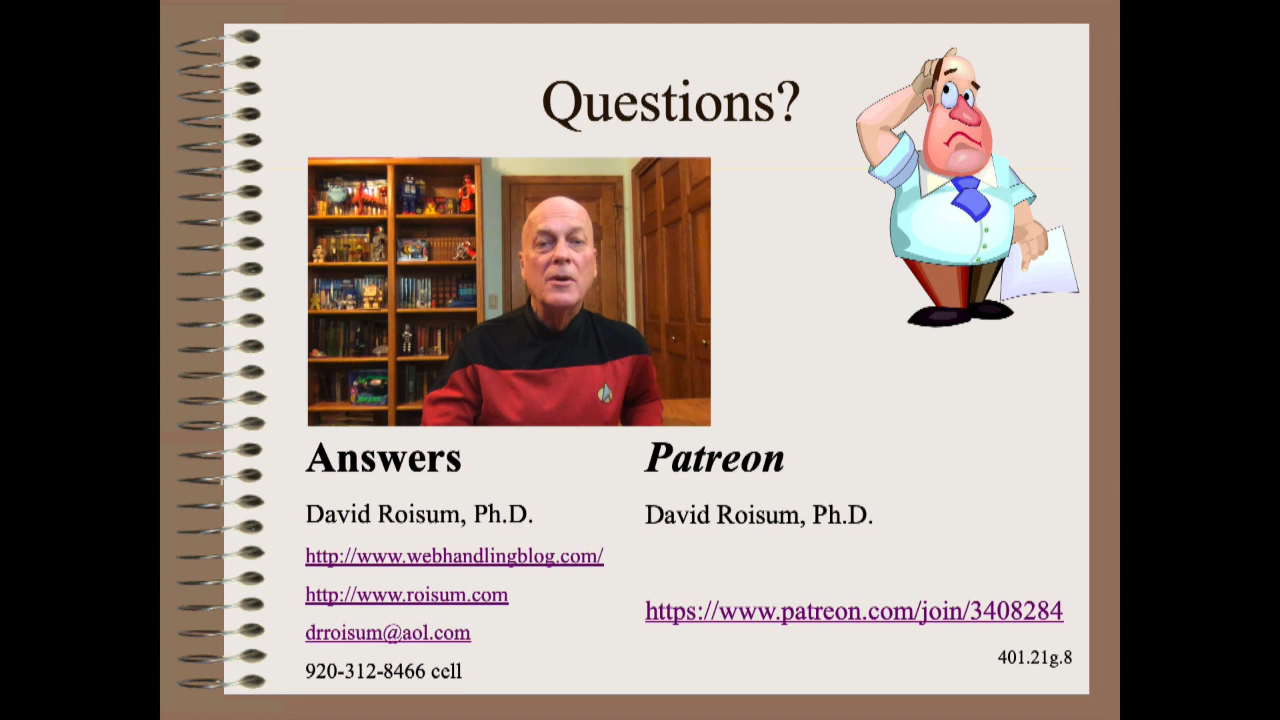 Questions?
Answers
David Roisum, Ph.D.
http://www.webhandlingblog.com/
http://www.roisum.com
drroisum@aol.com
920-312-8466 cell
Patreon
David Roisum, Ph.D.
https://www.patreon.com/join/3408284
401.21g.8